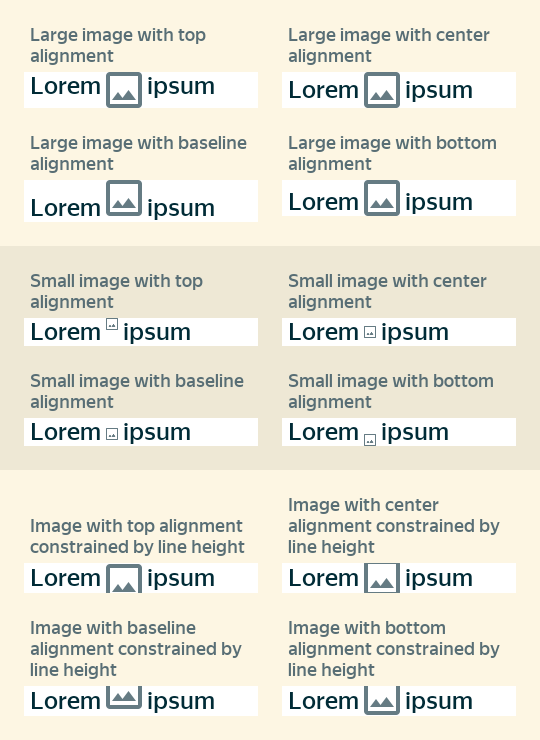 Large image with top
alignment
Lorem ipsum
Large image with center
alignment
Lorem ipsum
Large image with baseline
alignment
Lorem ipsum
Large image with bottom
alignment
Lorem ipsum
Small image with top
alignment
Lorem ipsum
Small image with center
alignment
Lorem ipsum
Small image with baseline
alignment
Lorem ipsum
Small image with bottom
alignment
Lorem ipsum
Image with top alignment
constrained by line height
Lorem ipsum
Image with center
alignment constrained by
line height
Lorem ipsum
Image with baseline
alignment constrained by
line height
Lorem ipsum
Image with bottom
alignment constrained by
line height
Lorem ipsum